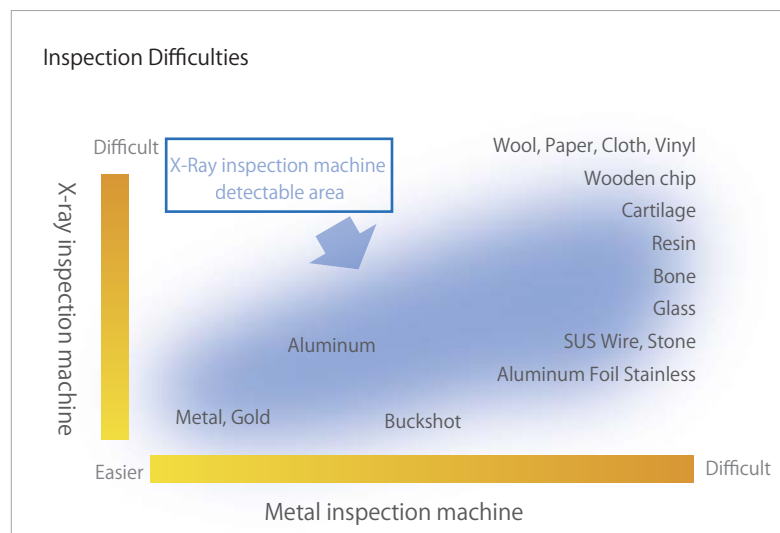 Inspection Difficulties
Difficult
X-Ray inspection machine
detectable area
Wool, Paper, Cloth, Vinyl
Wooden chip
Cartilage
Resin
Bone
Glass
SUS Wire, Stone
Aluminum Foil Stainless
Aluminum
Metal, Gold
Buckshot
X-ray inspection machine
Easier
Difficult
Metal inspection machine